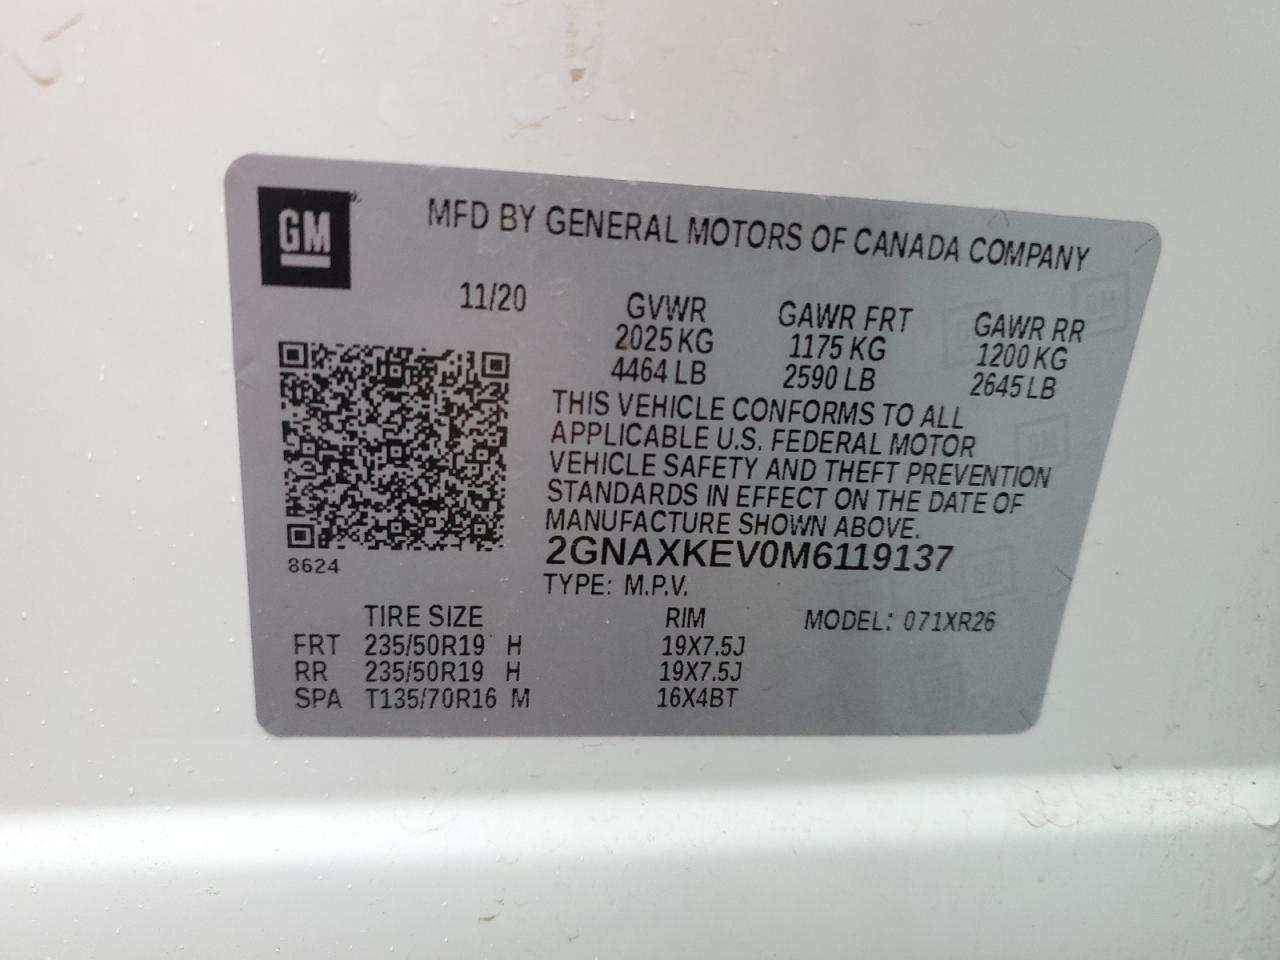 GM
MFD BY GENERAL MOTORS OF CANADA COMPANY
11/20
GVWR GAWR FRT GAWR RR
2025 KG 1175 KG 1200 KG
4464 LB 2590 LB 2645 LB
THIS VEHICLE CONFORMS TO ALL
APPLICABLE U.S. FEDERAL MOTOR
VEHICLE SAFETY AND THEFT PREVENTION
STANDARDS IN EFFECT ON THE DATE OF
MANUFACTURE SHOWN ABOVE.
2GNAXKEV0M6119137
8624
TYPE: M.P.V.
TIRE SIZE RIM MODEL: 071XR26
FRT 235/50R19 H 19X7.5J
RR 235/50R19 H 19X7.5J
SPA T135/70R16 M 16X4BT